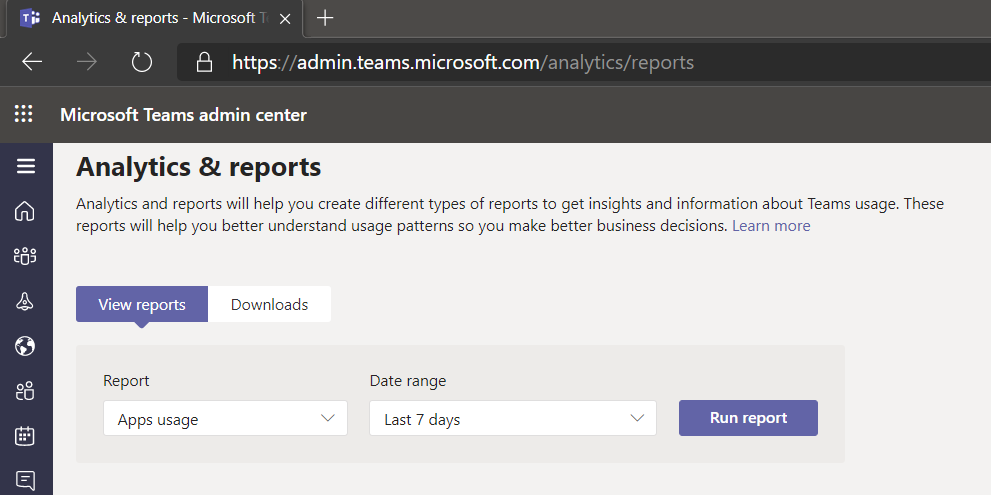 Analytics & reports - Microsoft Te
https://admin.teams.microsoft.com/analytics/reports
Microsoft Teams admin center
Analytics & reports
Analytics and reports will help you create different types of reports to get insights and information about Teams usage. These
reports will help you better understand usage patterns so you make better business decisions. Learn more
View reports Downloads
Report Date range
Apps usage Last 7 days Run report